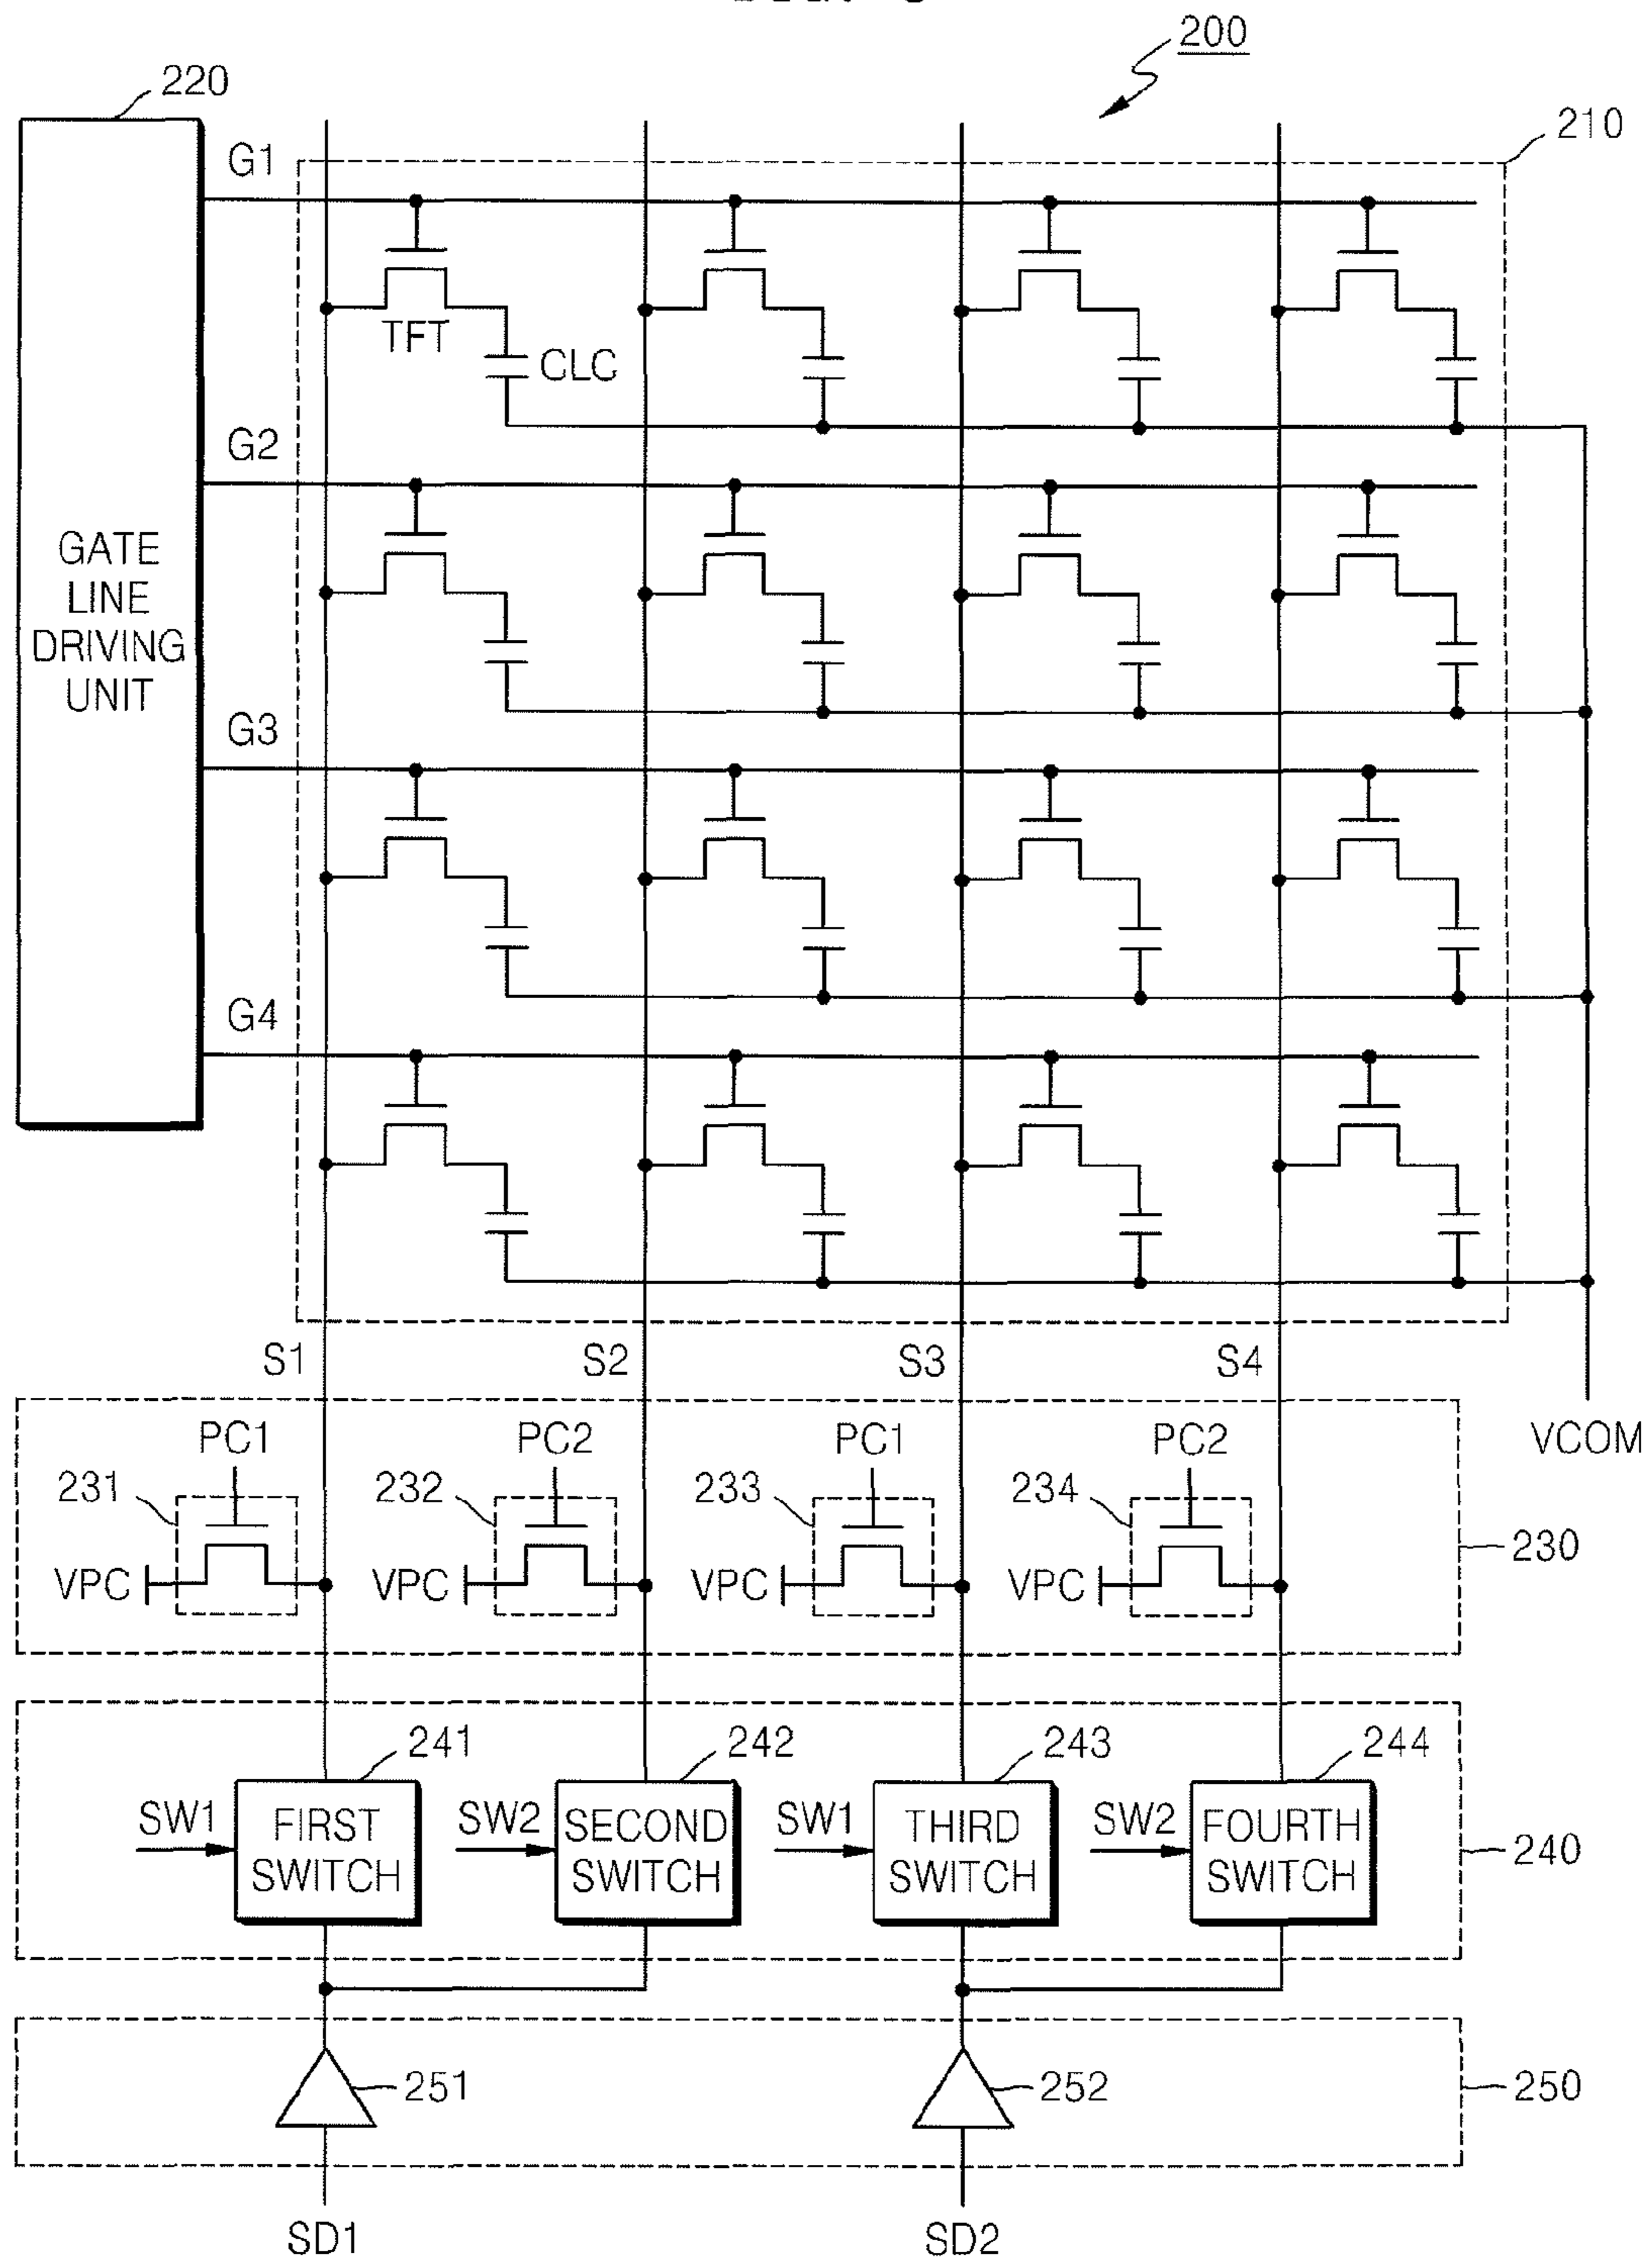 200
220
210
G1
TFT
CLC
G2
GATE
LINE
DRIVING
UNIT
G3
G4
S1 S2 S3 S4
PC1 PC2 PC1 PC2 VCOM
231 232 233 234
230
VPC VPC VPC VPC
241 242 243 244
SW1 FIRST SWITCH
SW2 SECOND SWITCH
SW1 THIRD SWITCH
SW2 FOURTH SWITCH
240
251 252 250
SD1 SD2